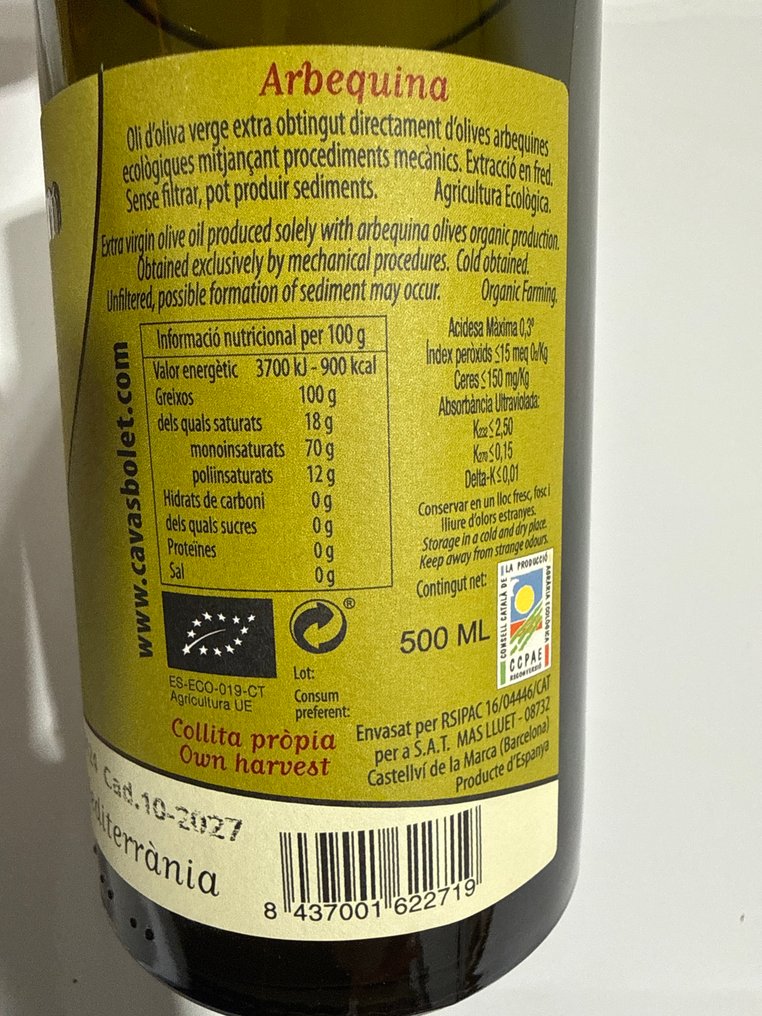 Arbequina
Oli d'oliva verge extra obtingut directament d'olives arbequines
ecològiques mitjançant procediments mecànics. Extracció en fred.
Sense filtrar, pot produir sediments. Agricultura Ecològica.
Extra virgin olive oil produced solely with arbequina olives organic production.
Obtained exclusively by mechanical procedures. Cold obtained.
Unfiltered, possible formation of sediment may occur. Organic Farming.
www.cavasbolet.com
Informació nutricional per 100 g
Valor energètic 3700 kJ - 900 kcal
Greixos 100 g
dels quals saturats 18 g
monoinsaturats 70 g
poliinsaturats 12 g
Hidrats de carboni 0 g
dels quals sucres 0 g
Proteïnes 0 g
Sal 0 g
Acidesa Màxima 0,3º
Índex peròxids ≤15 meq O₂/Kg
Ceres ≤ 150 mg/Kg
Absorbància Ultraviolada:
K232 ≤ 2,50
K270 ≤ 0,15
Delta-K ≤ 0,01
Conservar en un lloc fresc, fosc i
lliure d'olors estranyes.
Storage in a cold and dry place.
Keep away from strange odours.
Contingut net:
500 ML
CONSELL CATALÀ DE LA PRODUCCIÓ AGRÀRIA ECOLÒGICA
CCPAE
RECONVERSIÓ
®
ES-ECO-019-CT
Agricultura UE
Lot:
Consum
preferent:
Collita pròpia
Own harvest
Envasat per RSIPAC 16/04446/CAT
per a S.A.T. MAS LLUET - 08732
Castellví de la Marca (Barcelona)
Producte d'Espanya
Cad.10-2027
8 437001 622719